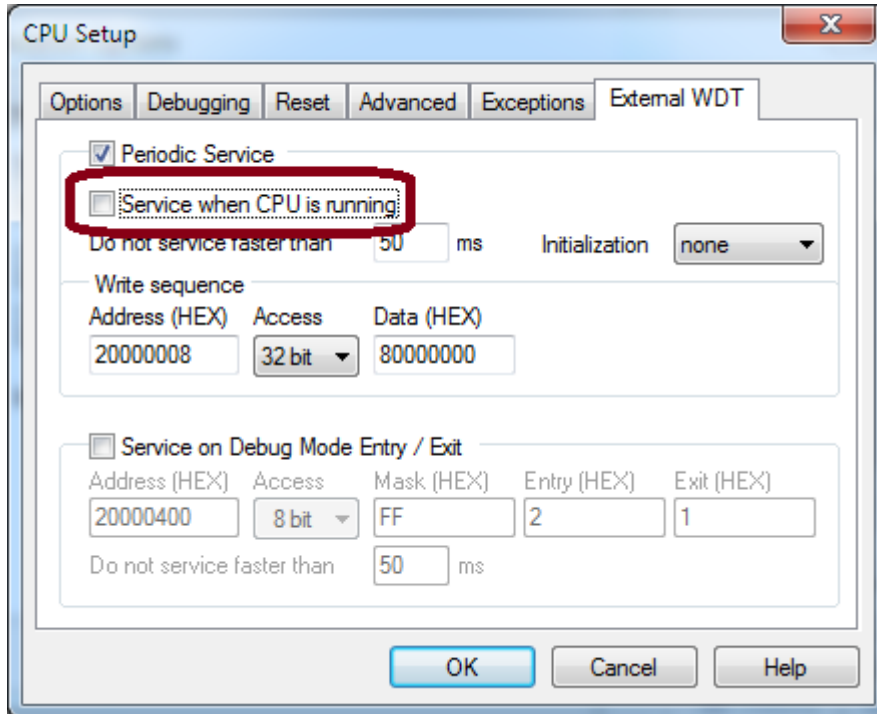 CPU Setup
Options Debugging Reset Advanced Exceptions External WDT
Periodic Service
Service when CPU is running
Do not service faster than 50 ms Initialization none
Write sequence
Address (HEX) Access Data (HEX)
20000008 32 bit 80000000
Service on Debug Mode Entry / Exit
Address (HEX) Access Mask (HEX) Entry (HEX) Exit (HEX)
20000400 8 bit FF 2 1
Do not service faster than 50 ms
OK Cancel Help